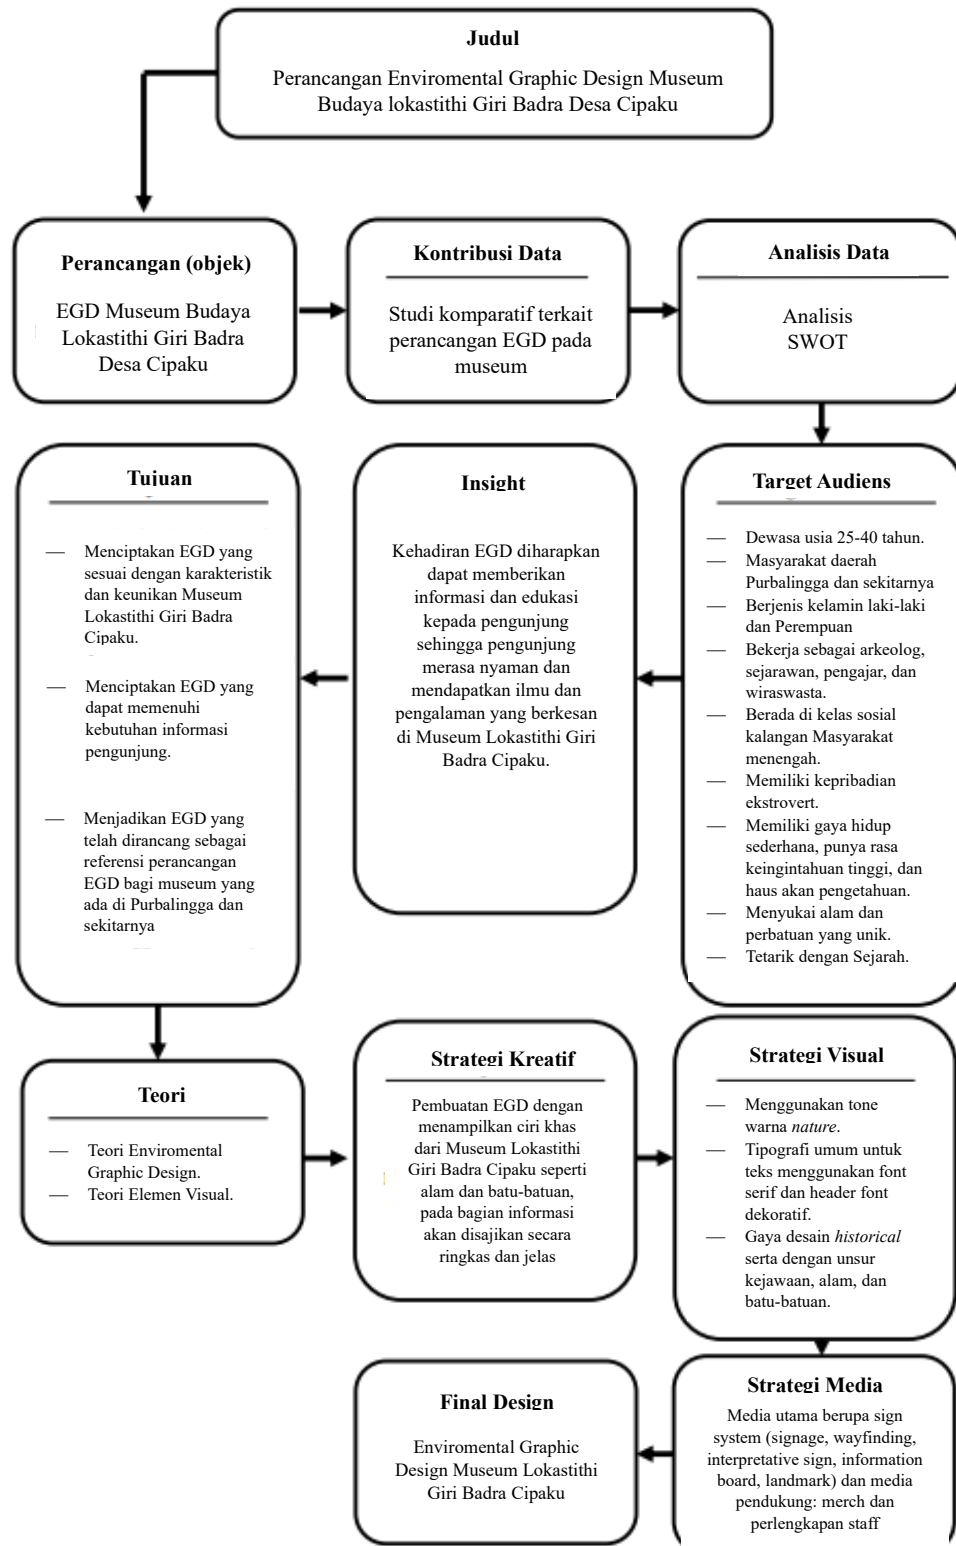 Judul
Perancangan Enviromental Graphic Design Museum
Budaya lokastithi Giri Badra Desa Cipaku
Perancangan (objek)
EGD Museum Budaya
Lokastithi Giri Badra
Desa Cipaku
Kontribusi Data
Studi komparatif terkait
perancangan EGD pada
museum
Analisis Data
Analisis
SWOT
Target Audiens
— Dewasa usia 25-40 tahun.
— Masyarakat daerah
Purbalingga dan sekitarnya
— Berjenis kelamin laki-laki
dan Perempuan
— Bekerja sebagai arkeolog,
sejarawan, pengajar, dan
wiraswasta.
— Berada di kelas sosial
kalangan Masyarakat
menengah.
— Memiliki kepribadian
ekstrovert.
— Memiliki gaya hidup
sederhana, punya rasa
keingintahuan tinggi, dan
haus akan pengetahuan.
— Menyukai alam dan
perbatuan yang unik.
— Tetarik dengan Sejarah.
Insight
Kehadiran EGD diharapkan
dapat memberikan
informasi dan edukasi
kepada pengunjung
sehingga pengunjung
merasa nyaman dan
mendapatkan ilmu dan
pengalaman yang berkesan
di Museum Lokastithi Giri
Badra Cipaku.
Tujuan
— Menciptakan EGD yang
sesuai dengan karakteristik
dan keunikan Museum
Lokastithi Giri Badra
Cipaku.
— Menciptakan EGD yang
dapat memenuhi
kebutuhan informasi
pengunjung.
— Menjadikan EGD yang
telah dirancang sebagai
referensi perancangan
EGD bagi museum yang
ada di Purbalingga dan
sekitarnya
Teori
— Teori Enviromental
Graphic Design.
— Teori Elemen Visual.
Strategi Kreatif
Pembuatan EGD dengan
menampilkan ciri khas
dari Museum Lokastithi
Giri Badra Cipaku seperti
alam dan batu-batuan,
pada bagian informasi
akan disajikan secara
ringkas dan jelas
Strategi Visual
— Menggunakan tone
warna nature.
— Tipografi umum untuk
teks menggunakan font
serif dan header font
dekoratif.
— Gaya desain historical
serta dengan unsur
kejawaan, alam, dan
batu-batuan.
Strategi Media
Media utama berupa sign
system (signage, wayfinding,
interpretative sign, information
board, landmark) dan media
pendukung: merch dan
perlengkapan staff
Final Design
Enviromental Graphic
Design Museum Lokastithi
Giri Badra Cipaku